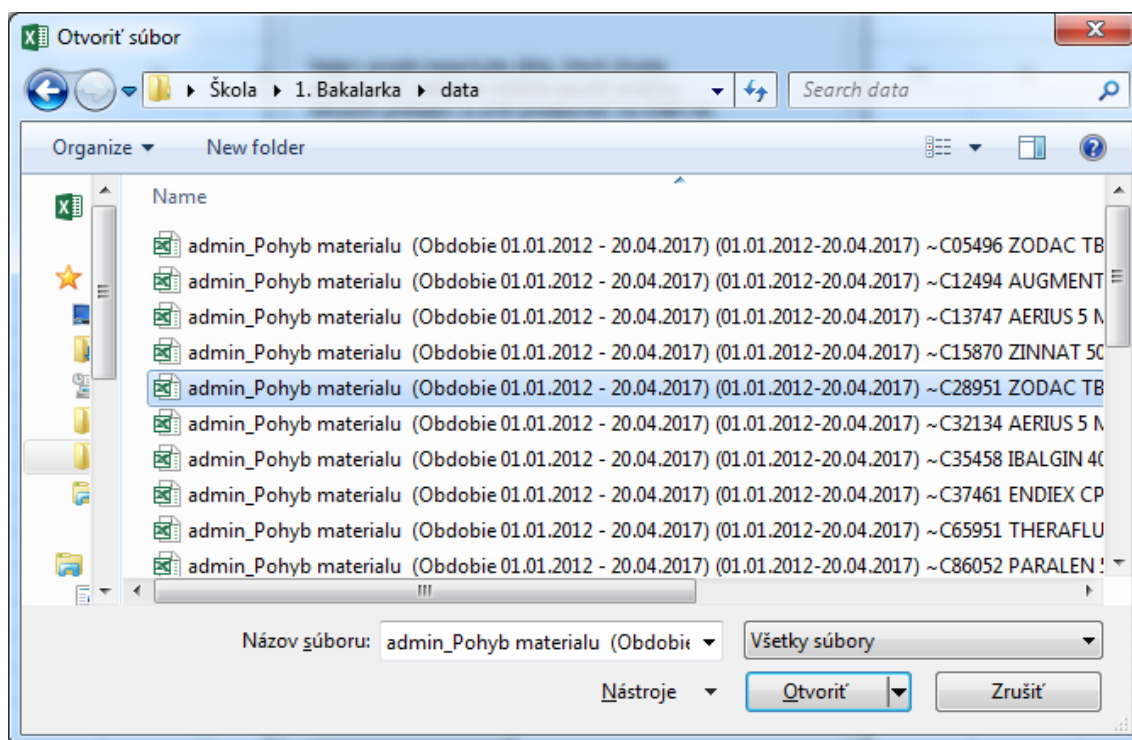 Otvoriť súbor
Škola 1. Bakalarka data
Search data
Organize New folder
Name
admin_Pohyb materialu (Obdobie 01.01.2012 - 20.04.2017) (01.01.2012-20.04.2017) ~C05496 ZODAC TB
admin_Pohyb materialu (Obdobie 01.01.2012 - 20.04.2017) (01.01.2012-20.04.2017) ~C12494 AUGMENT
admin_Pohyb materialu (Obdobie 01.01.2012 - 20.04.2017) (01.01.2012-20.04.2017) ~C13747 AERIUS 5 M
admin_Pohyb materialu (Obdobie 01.01.2012 - 20.04.2017) (01.01.2012-20.04.2017) ~C15870 ZINNAT 50
admin_Pohyb materialu (Obdobie 01.01.2012 - 20.04.2017) (01.01.2012-20.04.2017) ~C28951 ZODAC TB
admin_Pohyb materialu (Obdobie 01.01.2012 - 20.04.2017) (01.01.2012-20.04.2017) ~C32134 AERIUS 5 M
admin_Pohyb materialu (Obdobie 01.01.2012 - 20.04.2017) (01.01.2012-20.04.2017) ~C35458 IBALGIN 40
admin_Pohyb materialu (Obdobie 01.01.2012 - 20.04.2017) (01.01.2012-20.04.2017) ~C37461 ENDIEX CP
admin_Pohyb materialu (Obdobie 01.01.2012 - 20.04.2017) (01.01.2012-20.04.2017) ~C65951 THERAFLU
admin_Pohyb materialu (Obdobie 01.01.2012 - 20.04.2017) (01.01.2012-20.04.2017) ~C86052 PARALEN
Názov súboru: admin_Pohyb materialu (Obdobie Všetky súbory
Nástroje Otvoriť Zrušiť